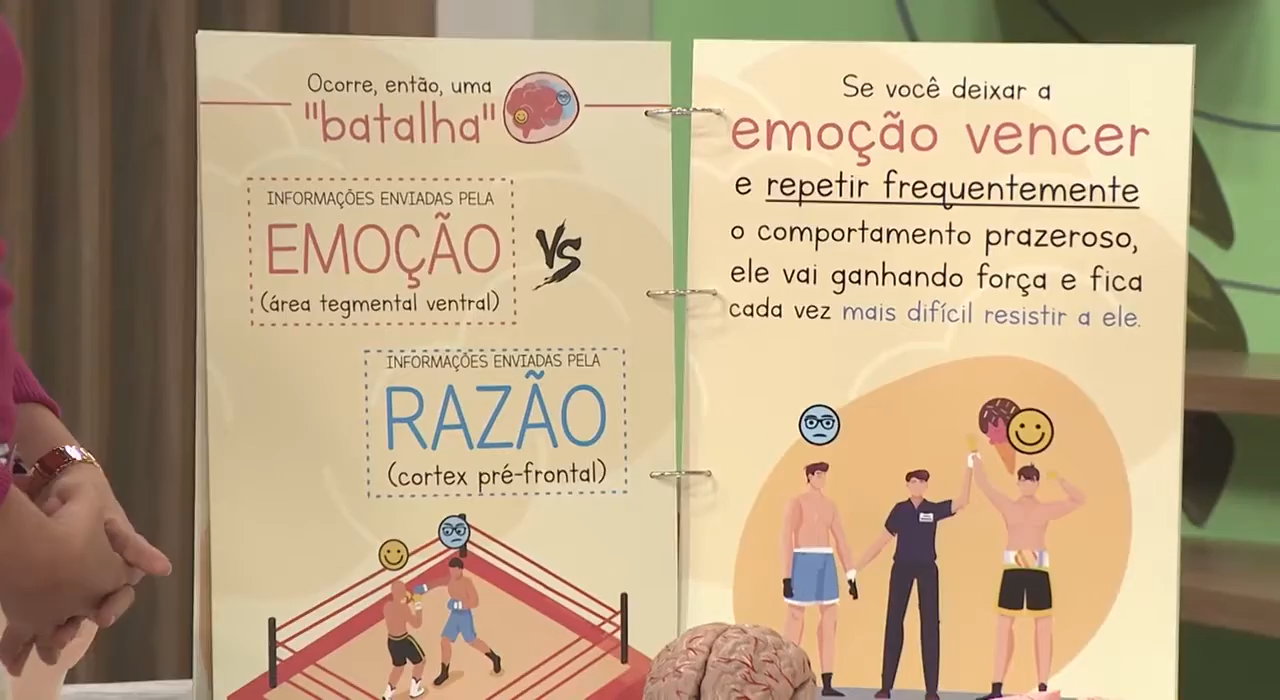 Ocorre, então, uma
"batalha"
INFORMAÇÕES ENVIADAS PELA
EMOÇÃO
(área tegmental ventral)
VS
INFORMAÇÕES ENVIADAS PELA
RAZÃO
(cortex pré-frontal)
Se você deixar a
emoção vencer
e repetir frequentemente
o comportamento prazeroso,
ele vai ganhando força e fica
cada vez mais difícil resistir a ele.